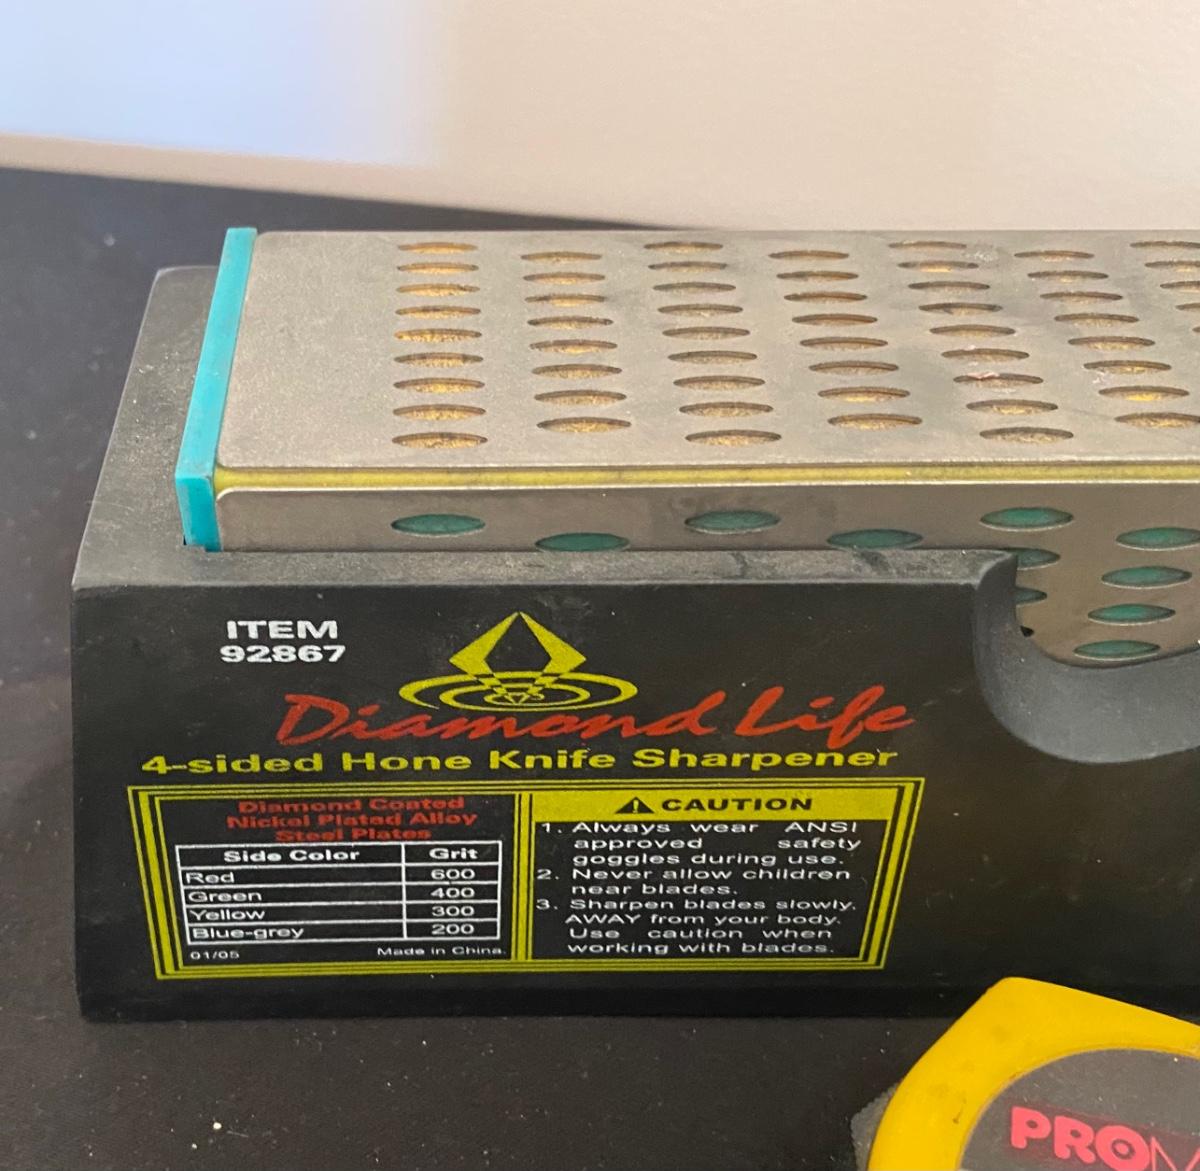 ITEM
92867
Diamond Life
4-sided Hone Knife Sharpener
Diamond Coated
Nickel Plated Alloy
Steel Plates
Side Color Grit
Red 600
Green 400
Yellow 300
Blue-grey 200
01/05 Made in China.
CAUTION
1. Always wear ANSI
approved safety
goggles during use.
2. Never allow children
near blades.
3. Sharpen blades slowly.
AWAY from your body.
Use caution when
working with blades.
PROM